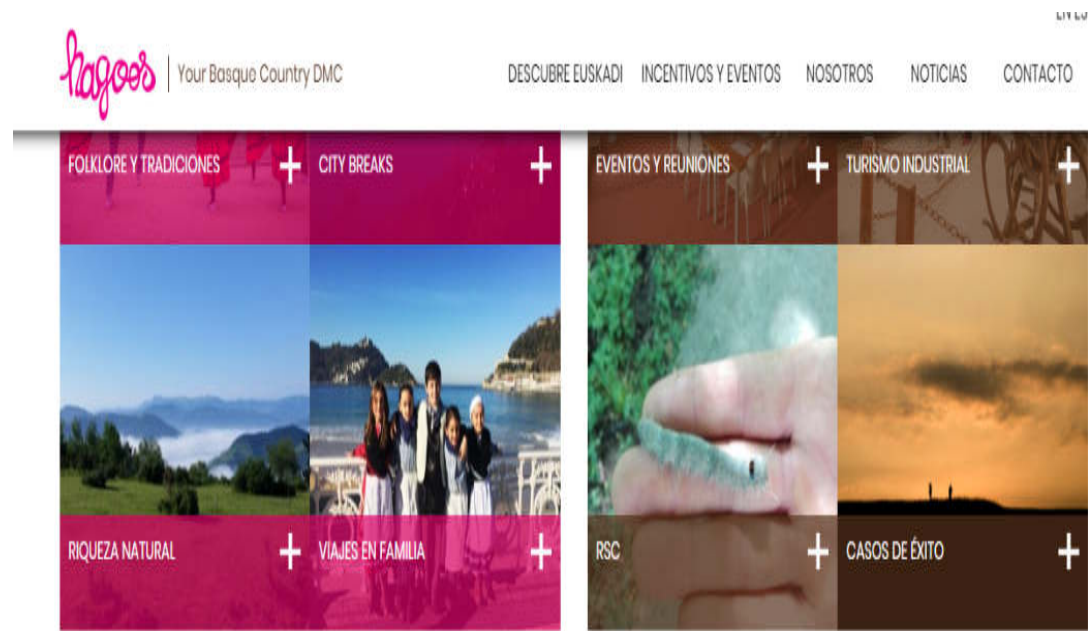 hagoos
Your Basque Country DMC
DESCUBRE EUSKADI INCENTIVOS Y EVENTOS NOSOTROS NOTICIAS CONTACTO
FOLKLORE Y TRADICIONES +
CITY BREAKS +
EVENTOS Y REUNIONES +
TURISMO INDUSTRIAL +
RIQUEZA NATURAL +
VIAJES EN FAMILIA +
RSC +
CASOS DE ÉXITO +